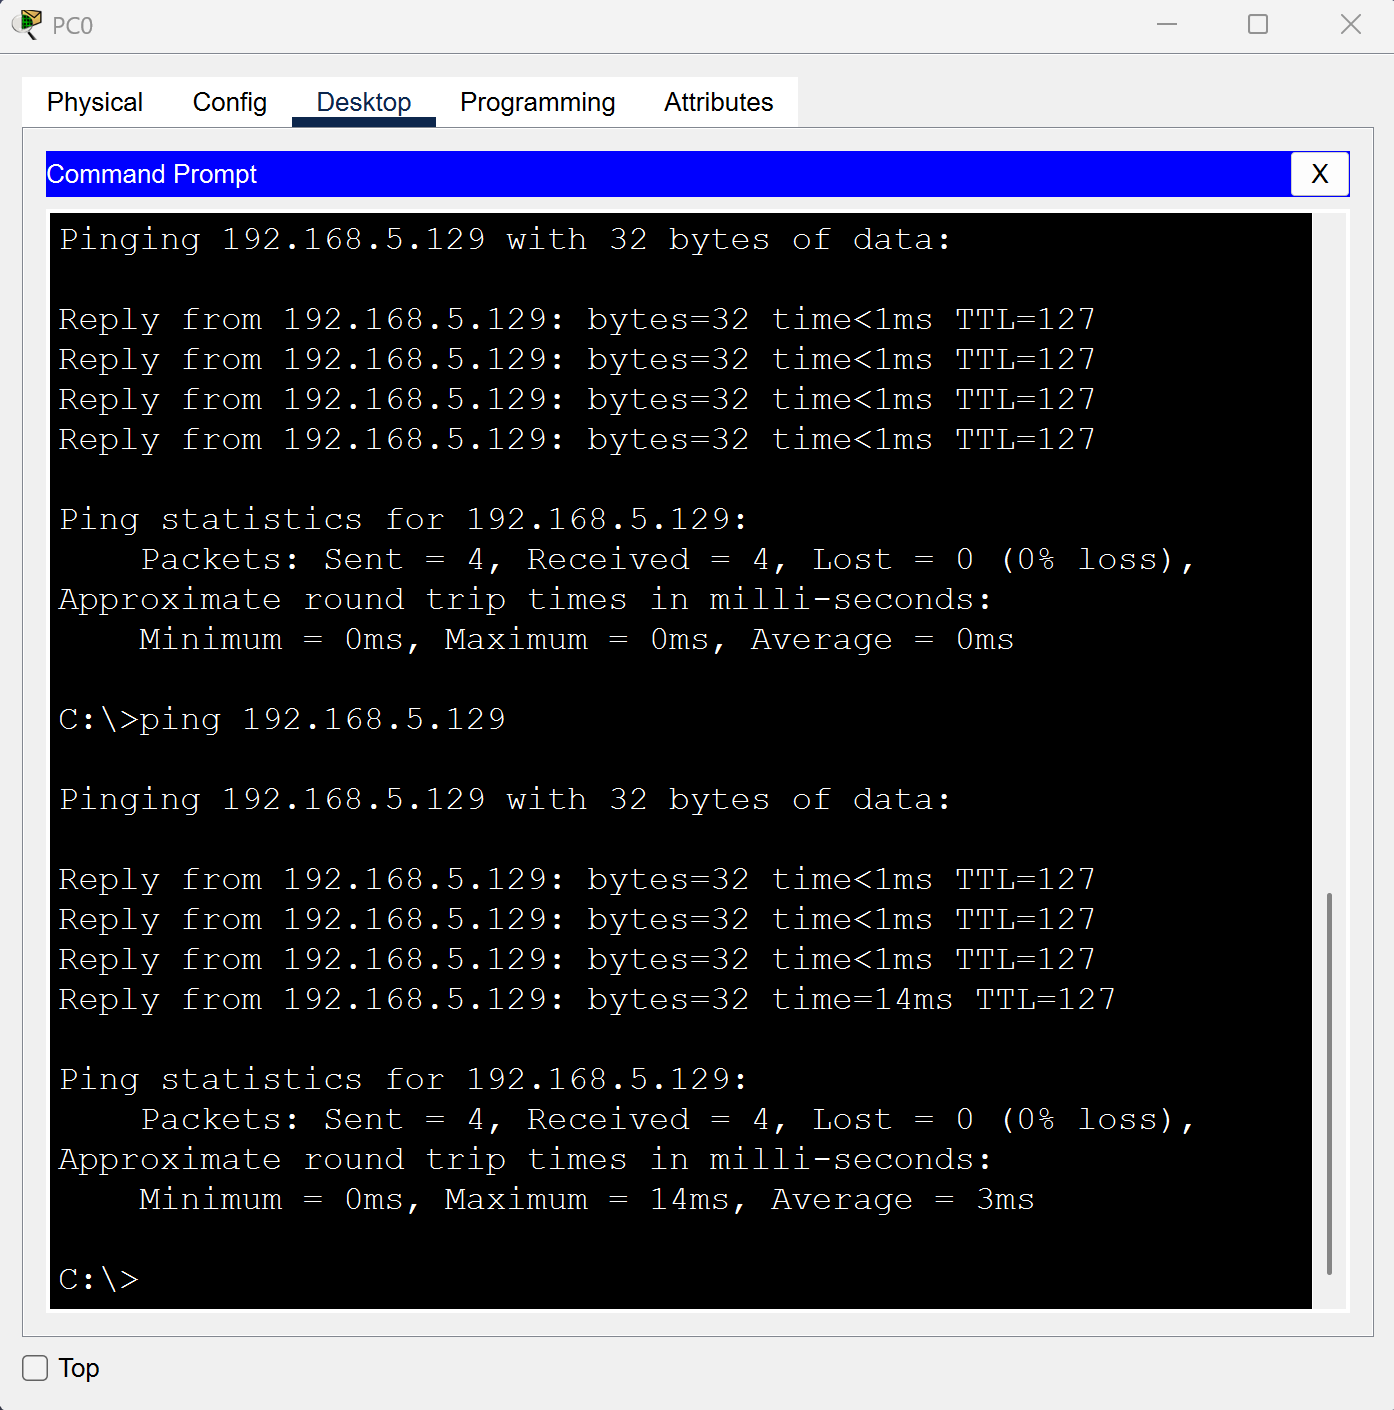 PC0
Physical Config Desktop Programming Attributes
Command Prompt X
Pinging 192.168.5.129 with 32 bytes of data:
Reply from 192.168.5.129: bytes=32 time<1ms TTL=127
Reply from 192.168.5.129: bytes=32 time<1ms TTL=127
Reply from 192.168.5.129: bytes=32 time<1ms TTL=127
Reply from 192.168.5.129: bytes=32 time<1ms TTL=127
Ping statistics for 192.168.5.129:
    Packets: Sent = 4, Received = 4, Lost = 0 (0% loss),
Approximate round trip times in milli-seconds:
    Minimum = 0ms, Maximum = 0ms, Average = 0ms
C:\>ping 192.168.5.129
Pinging 192.168.5.129 with 32 bytes of data:
Reply from 192.168.5.129: bytes=32 time<1ms TTL=127
Reply from 192.168.5.129: bytes=32 time<1ms TTL=127
Reply from 192.168.5.129: bytes=32 time<1ms TTL=127
Reply from 192.168.5.129: bytes=32 time=14ms TTL=127
Ping statistics for 192.168.5.129:
    Packets: Sent = 4, Received = 4, Lost = 0 (0% loss),
Approximate round trip times in milli-seconds:
    Minimum = 0ms, Maximum = 14ms, Average = 3ms
C:\>
Top